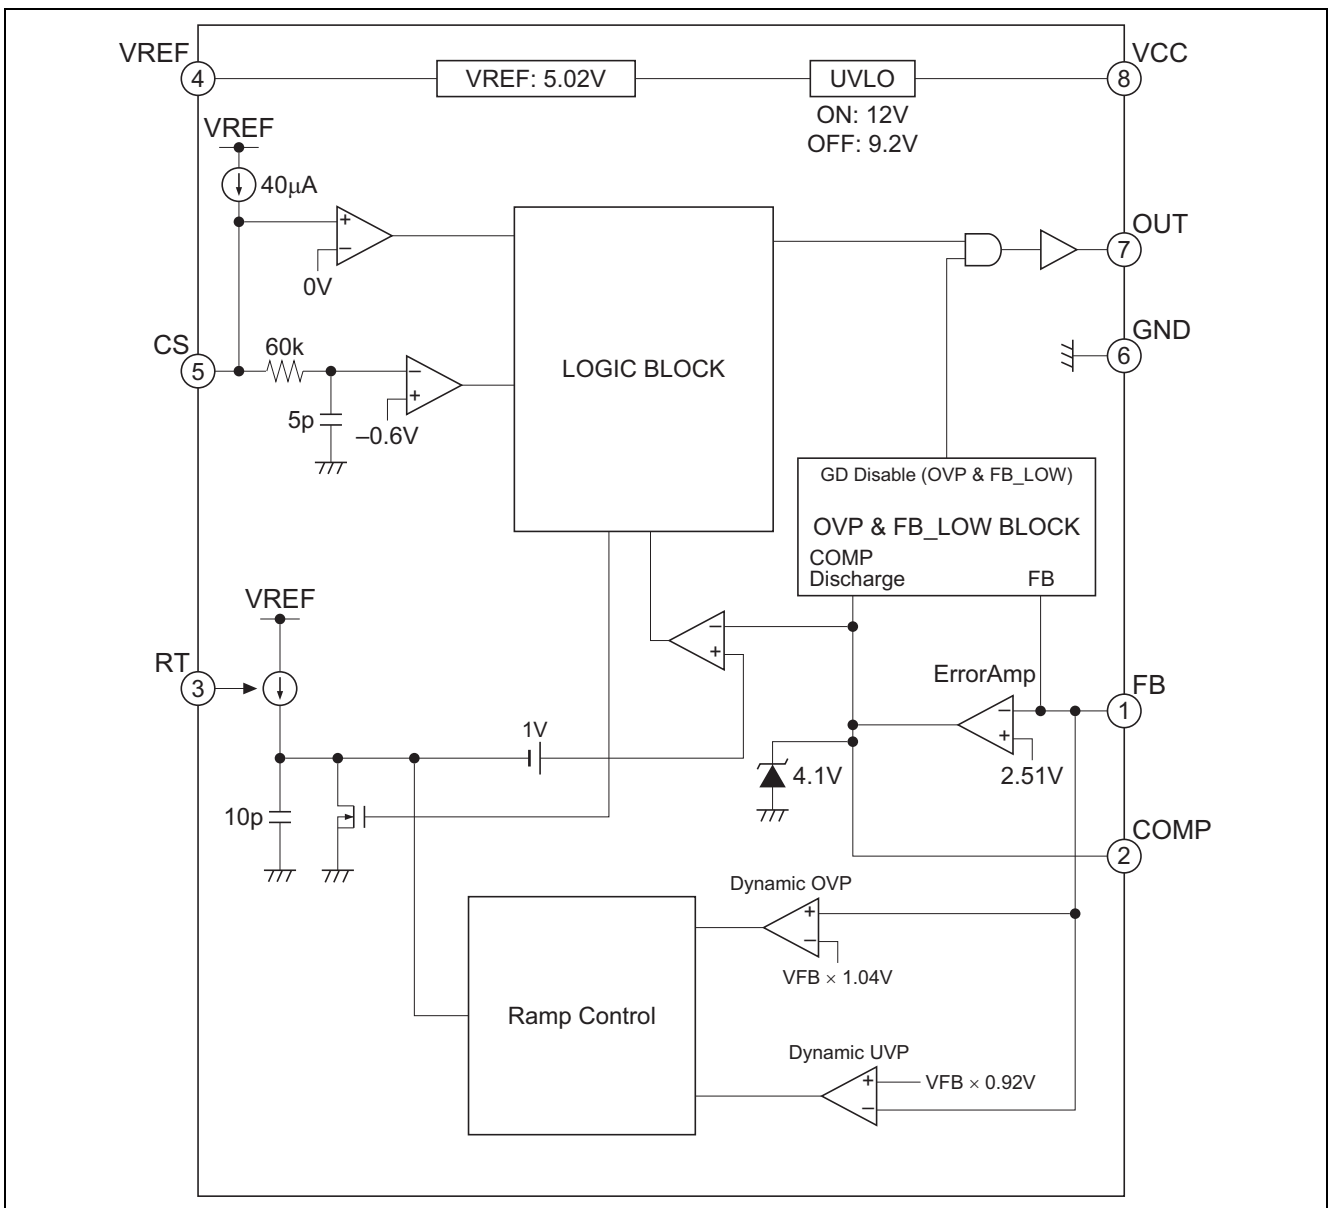 VREF
4
VREF: 5.02V
UVLO
ON: 12V
OFF: 9.2V
VCC
8
VREF
40μA
+
−
0V
OUT
7
GND
6
CS
5
60k
5p
−
+
–0.6V
LOGIC BLOCK
GD Disable (OVP & FB_LOW)
OVP & FB_LOW BLOCK
COMP
Discharge
FB
VREF
RT
3
−
+
ErrorAmp
−
+
2.51V
FB
1
1V
4.1V
10p
COMP
2
Dynamic OVP
+
−
VFB × 1.04V
Ramp Control
Dynamic UVP
+
−
VFB × 0.92V